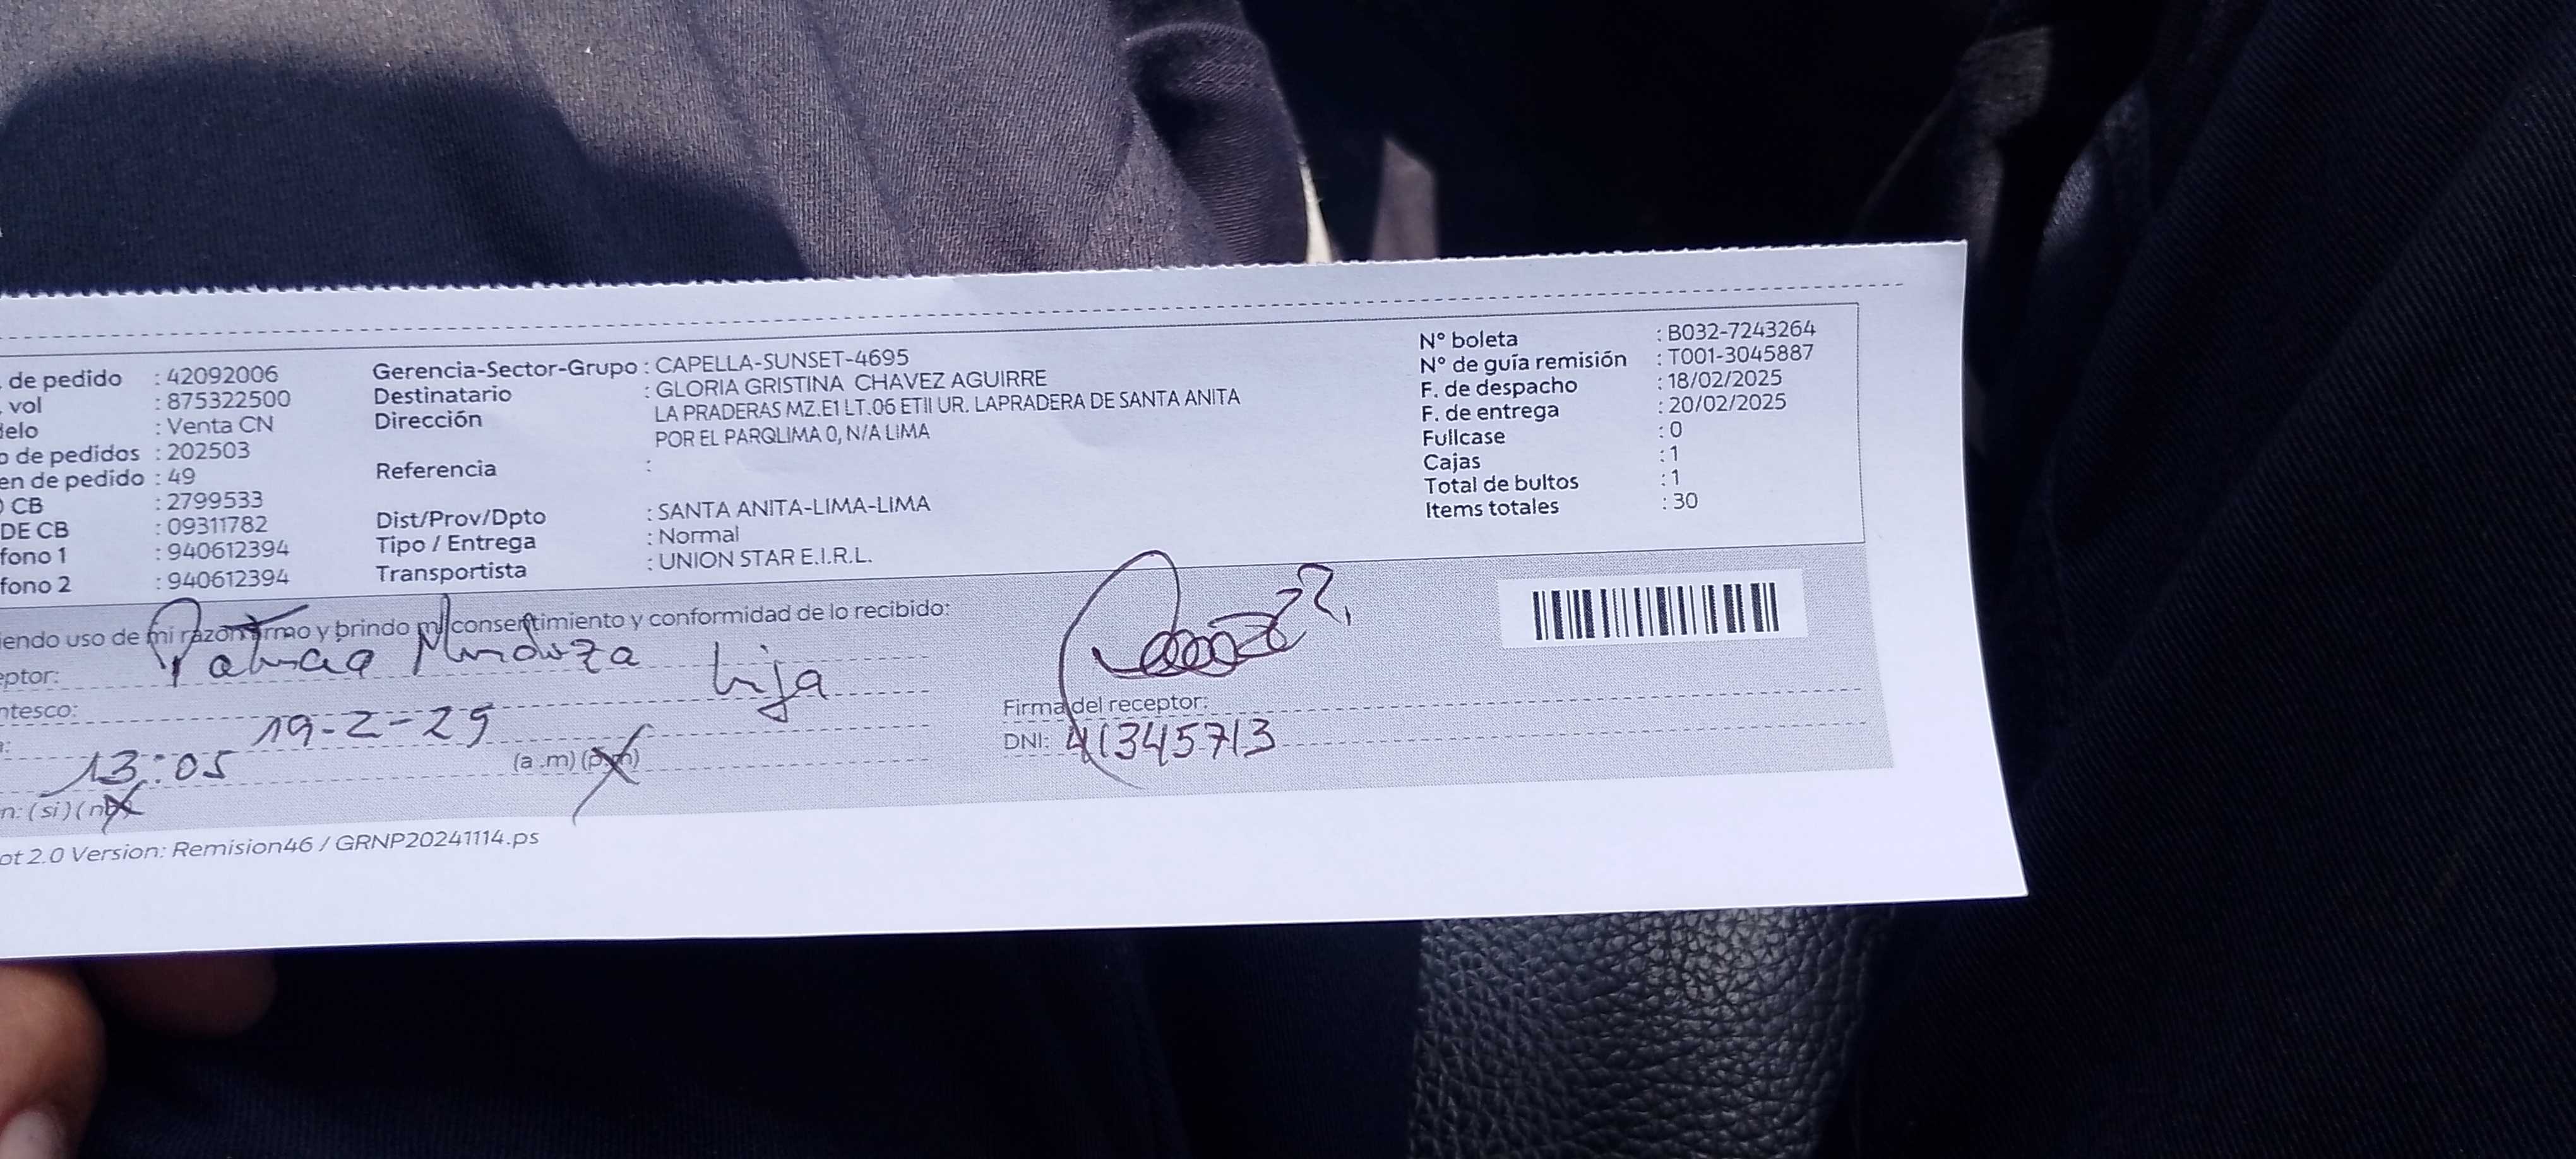 de pedido : 42092006
vol : 875322500
elo : Venta CN
o de pedidos : 202503
en de pedido : 49
CB : 2799533
DE CB : 09311782
fono 1 : 940612394
fono 2 : 940612394
Gerencia-Sector-Grupo : CAPELLA-SUNSET-4695
Destinatario : GLORIA GRISTINA CHAVEZ AGUIRRE
Dirección LA PRADERAS MZ.E1 LT.06 ETII UR. LAPRADERA DE SANTA ANITA
POR EL PARQLIMA 0, N/A LIMA
Referencia :
Dist/Prov/Dpto : SANTA ANITA-LIMA-LIMA
Tipo / Entrega : Normal
Transportista : UNION STAR E.I.R.L.
N° boleta : B032-7243264
N° de guía remisión : T001-3045887
F. de despacho : 18/02/2025
F. de entrega : 20/02/2025
Fullcase : 0
Cajas : 1
Total de bultos : 1
Items totales : 30
iendo uso de mi razón firmo y brindo mi consentimiento y conformidad de lo recibido:
eptor: Patricia Mendoza
ntesco: hija
a: 19-2-25
13:05 (a.m) (p.m)
n: (si) (no)
Firma del receptor:
DNI: 41345713
ot 2.0 Version: Remision46 / GRNP20241114.ps